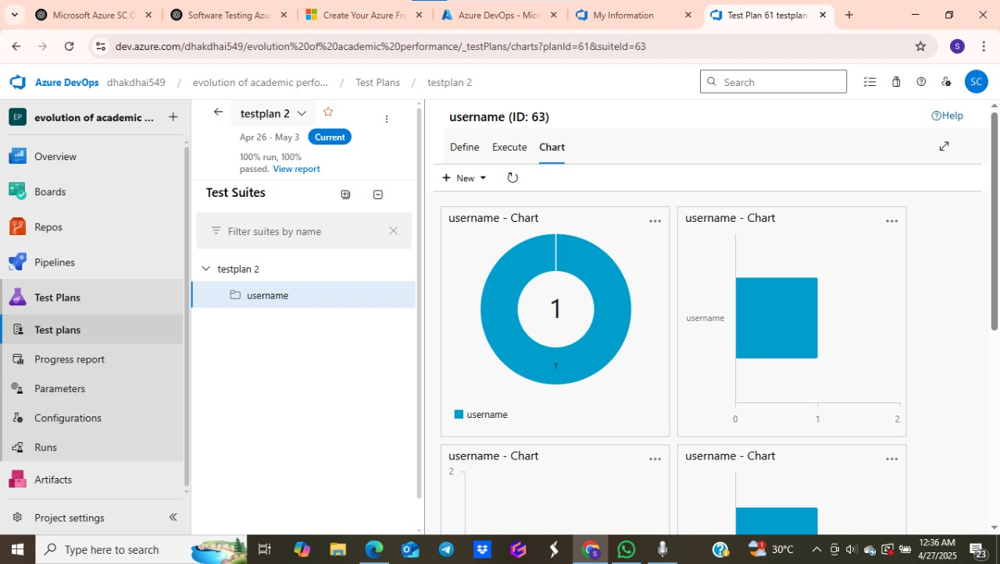 Microsoft Azure SC O
Software Testing Azu
Create Your Azure Fre
Azure DevOps - Micr
My Information
Test Plan 61 testplan
dev.azure.com/dhakdhai549/evolution%20of%20academic%20performance/_testPlans/charts?planId=61&suiteId=63
S
Azure DevOps dhakdhai549 / evolution of academic perfo... / Test Plans / testplan 2
Search
SC
EP evolution of academic ...
Overview
Boards
Repos
Pipelines
Test Plans
Test plans
Progress report
Parameters
Configurations
Runs
Artifacts
Project settings
testplan 2
Apr 26 - May 3 Current
100% run, 100%
passed. View report
Test Suites
Filter suites by name
testplan 2
username
username (ID: 63)
Help
Define Execute Chart
New
username - Chart
1
1
username
username - Chart
username
0 1 2
username - Chart
2
username - Chart
Type here to search
S
1
30°C
12:36 AM
4/27/2025
23